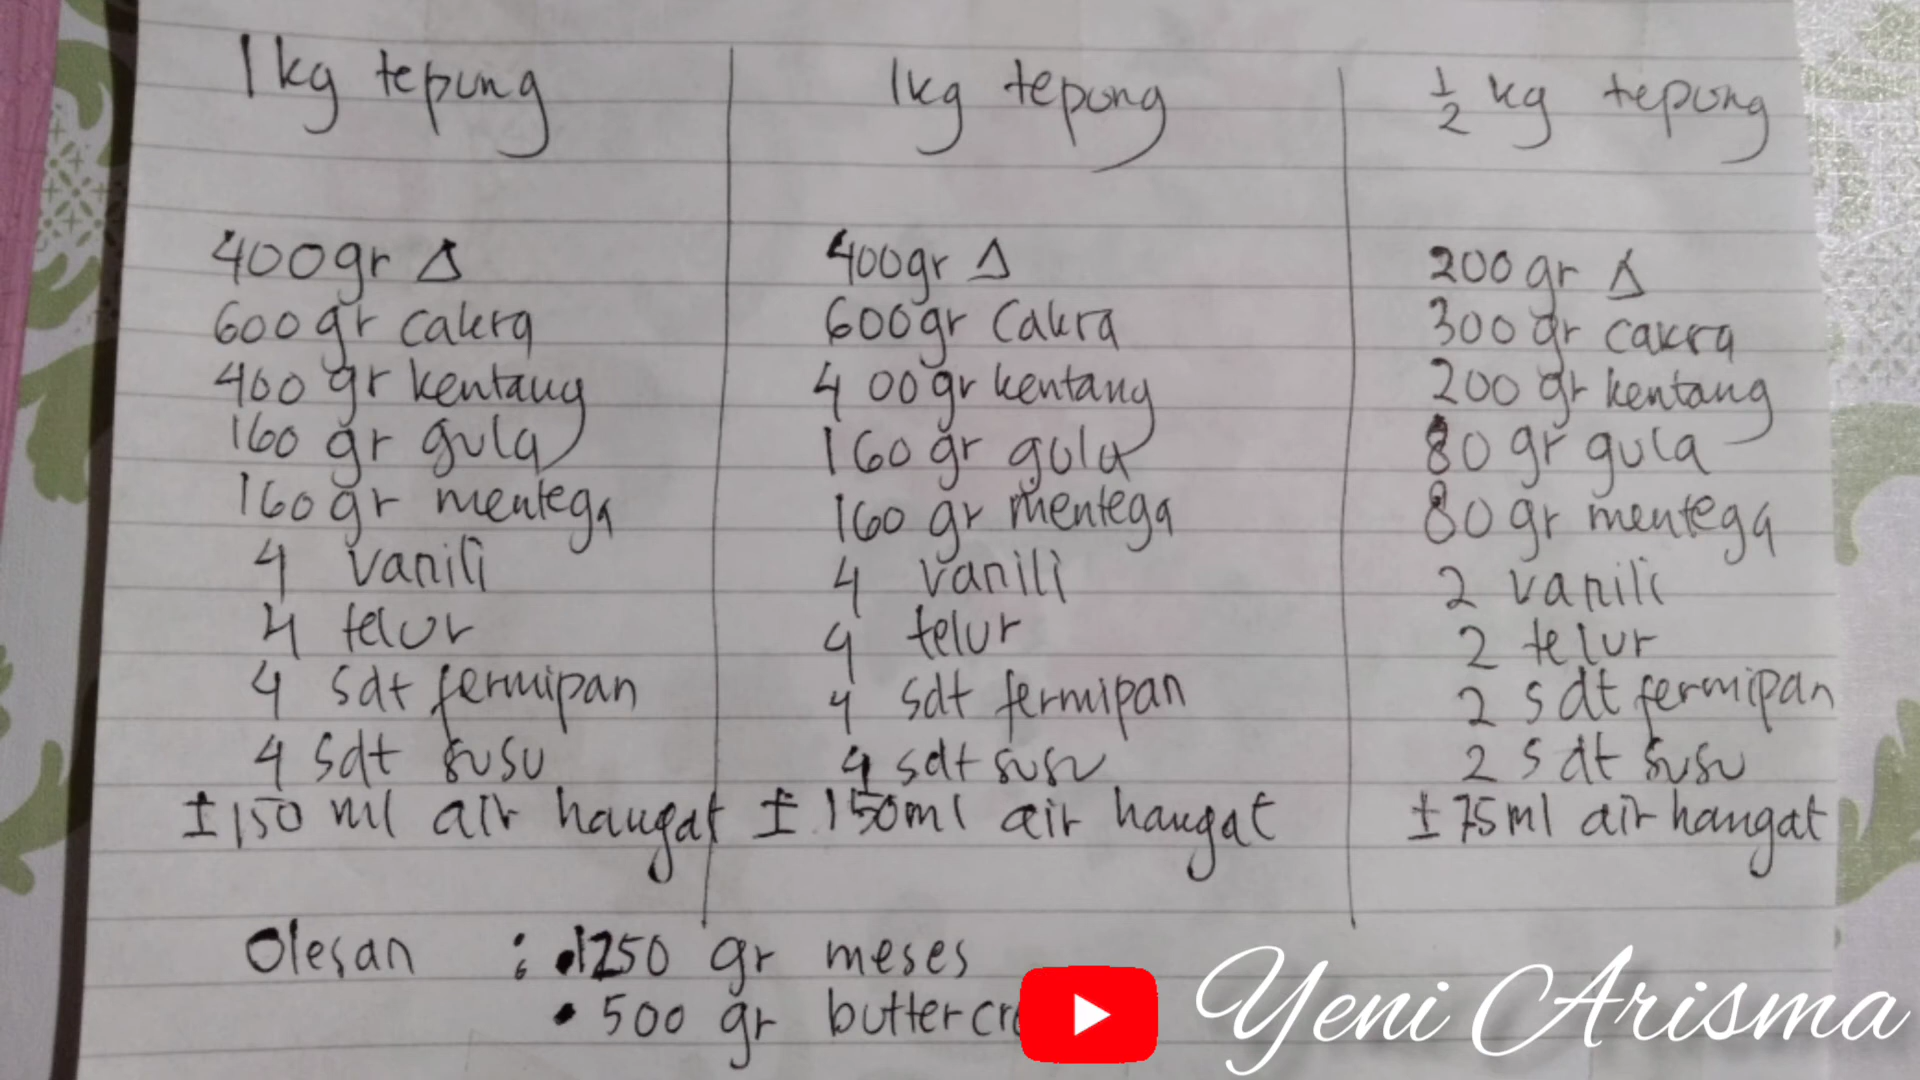 1kg tepung
400gr Δ
600gr cakra
400gr kentang
160 gr gula
160gr mentega
4 vanili
4 telur
4 sdt fermipan
4 sdt susu
±150 ml air hangat
1kg tepung
400gr Δ
600gr Cakra
400gr kentang
160 gr gula
160 gr mentega
4 vanili
4 telur
4 sdt fermipan
4 sdt susu
± 150ml air hangat
1/2 kg tepung
200gr Δ
300 gr cakra
200 gr kentang
80 gr gula
80 gr mentega
2 vanili
2 telur
2 sdt fermipan
2 sdt susu
± 75ml air hangat
Olesan : • 1250 gr meses
• 500 gr
Yeni Arisma